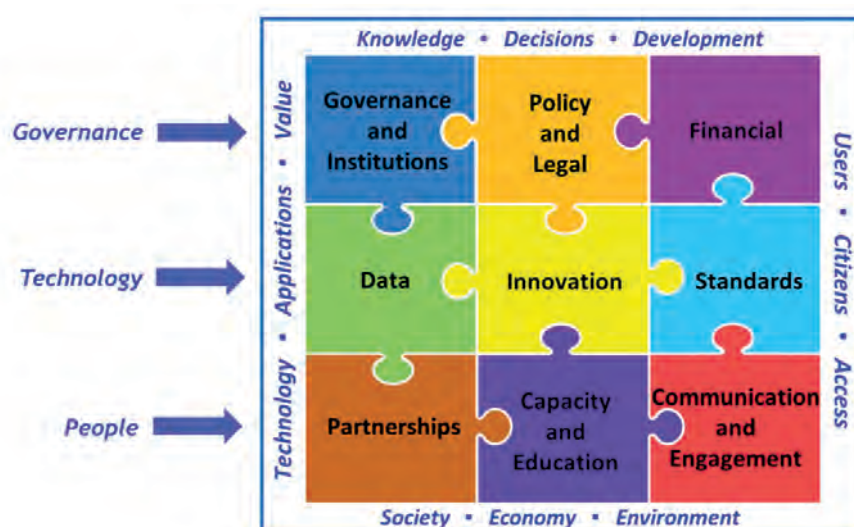 Knowledge • Decisions • Development
Governance
Technology
People
Technology • Applications • Value
Governance
and
Institutions
Policy
and
Legal
Financial
Data
Innovation
Standards
Partnerships
Capacity
and
Education
Communication
and
Engagement
Users • Citizens • Access
Society • Economy • Environment